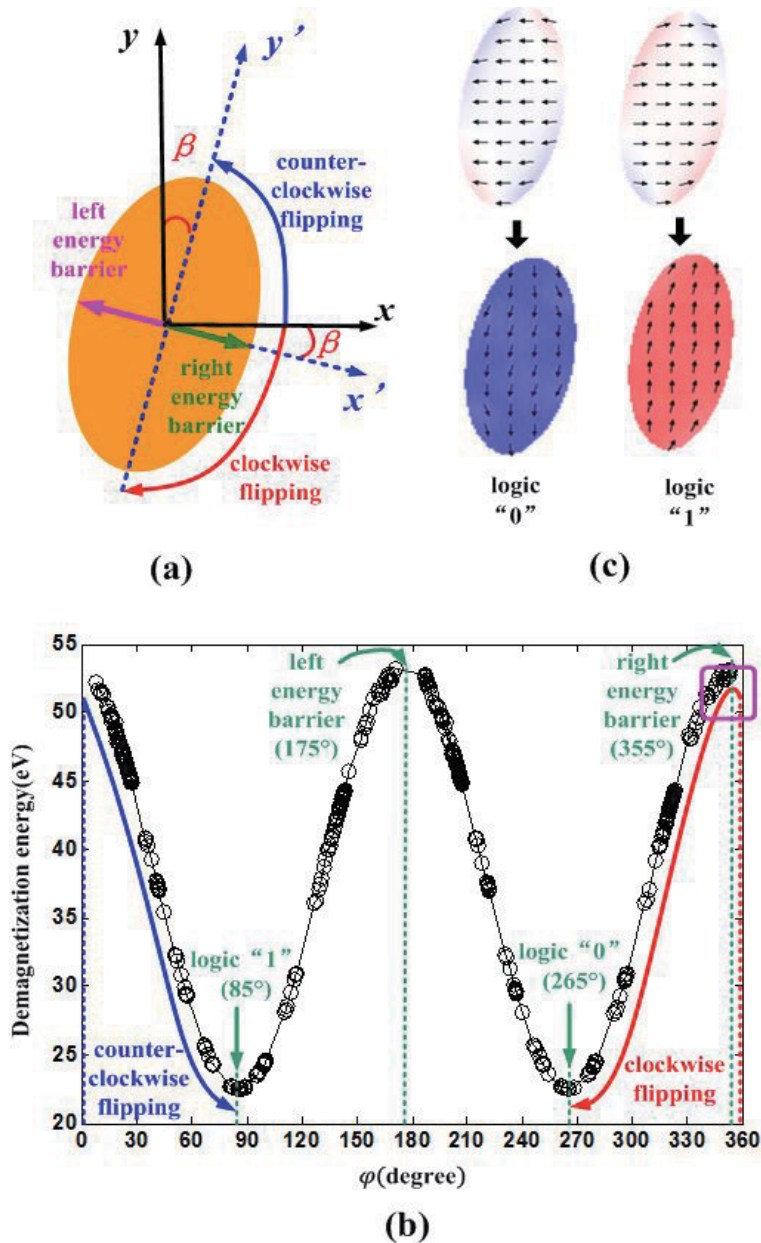 y
y’
β
counter-
clockwise
flipping
left
energy
barrier
x
β
right
energy
barrier
x’
clockwise
flipping
(a)
logic
“0”
logic
“1”
(c)
Demagnetization energy(eV)
55
50
45
40
35
30
25
20
left
energy
barrier
(175°)
right
energy
barrier
(355°)
logic “1”
(85°)
logic “0”
(265°)
counter-
clockwise
flipping
clockwise
flipping
0 30 60 90 120 150 180 210 240 270 300 330 360
φ(degree)
(b)